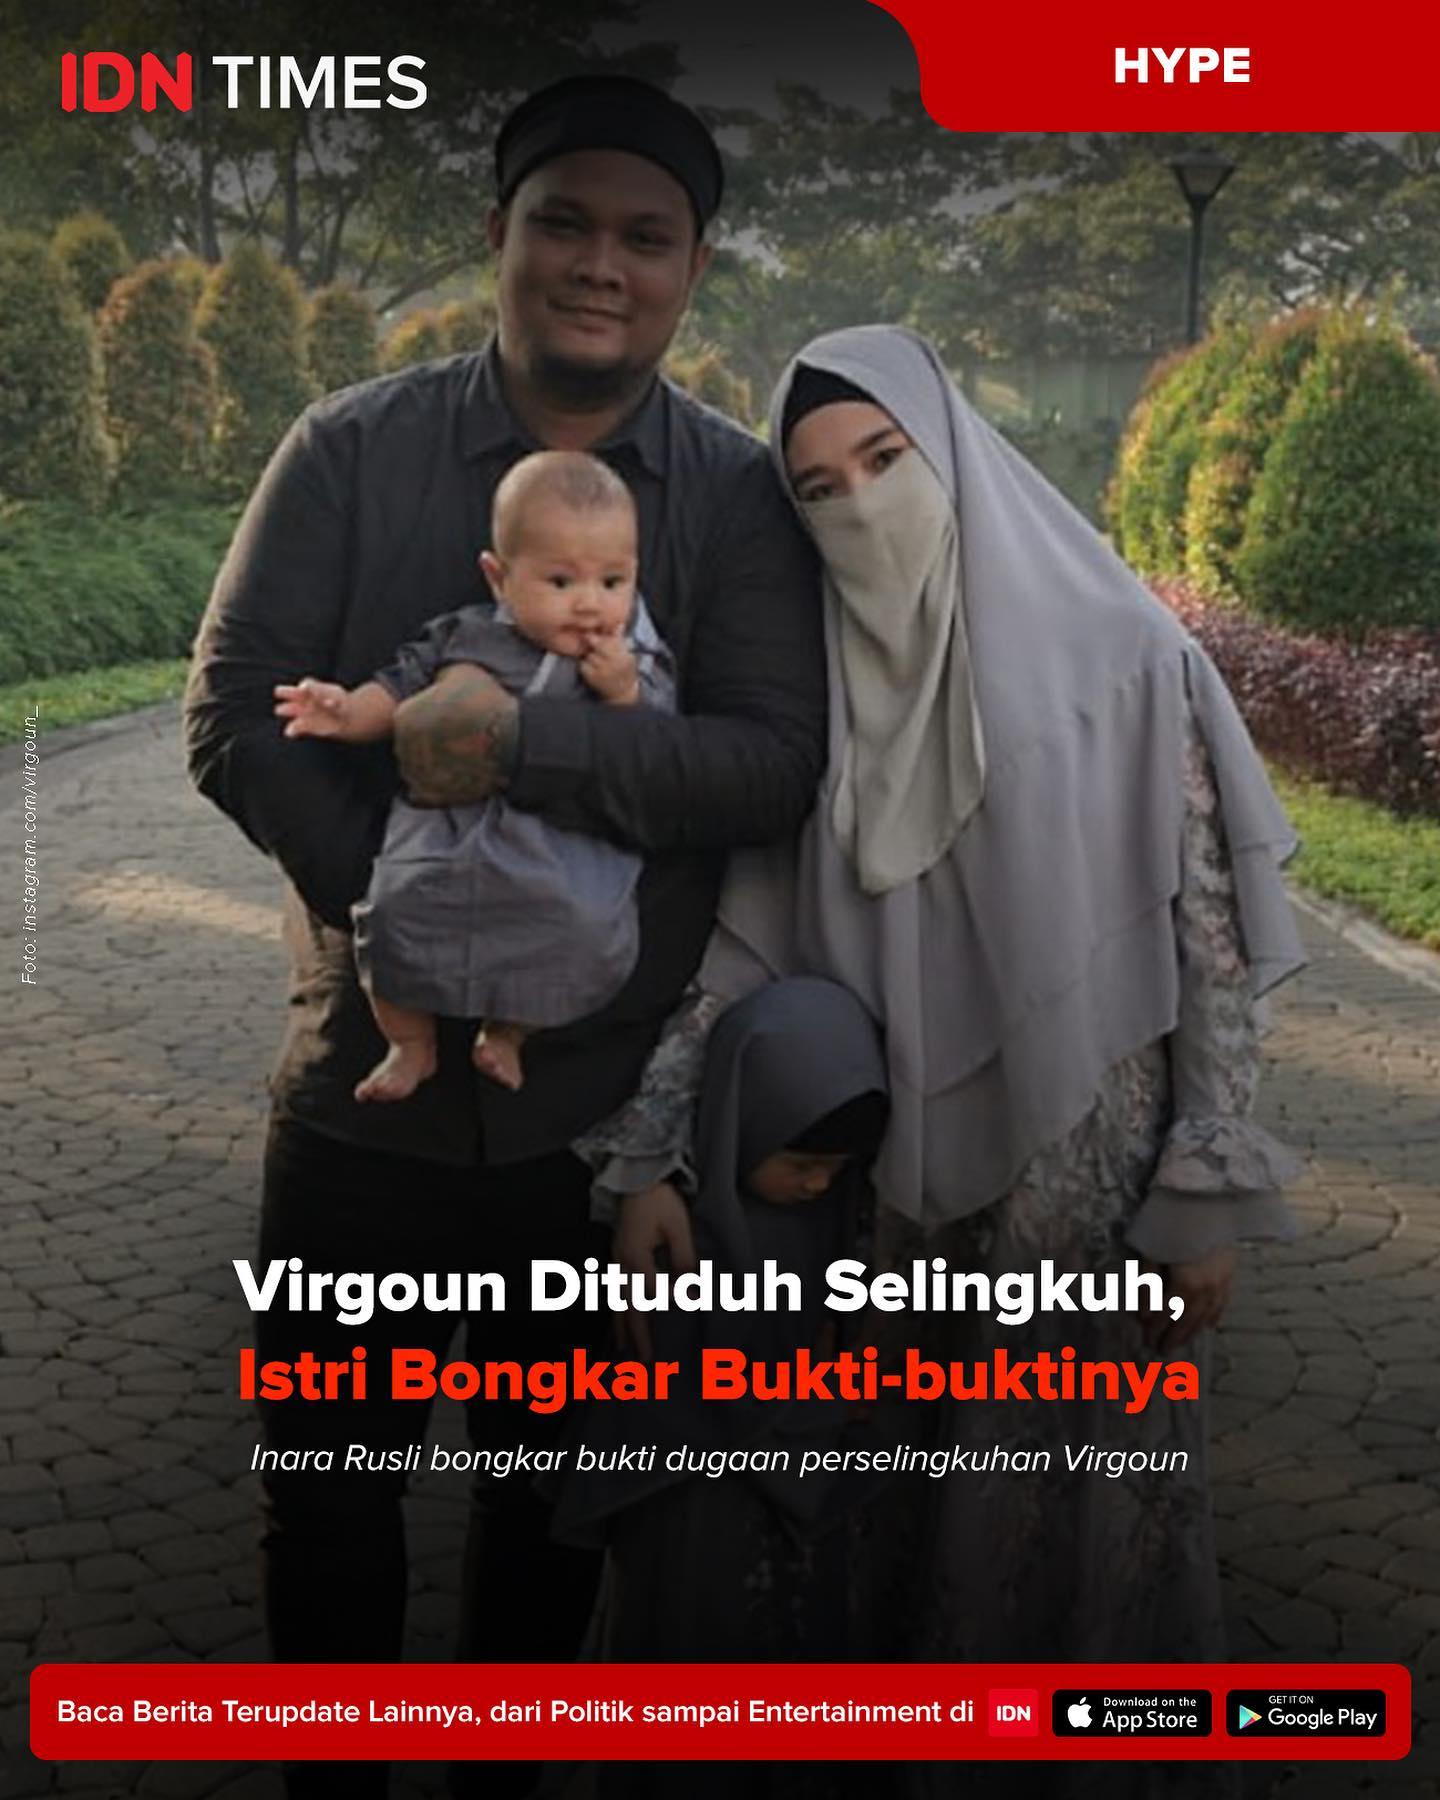 IDN TIMES
HYPE
Foto: instagram.com/virgoun_
Virgoun Dituduh Selingkuh,
Istri Bongkar Bukti-buktinya
Inara Rusli bongkar bukti dugaan perselingkuhan Virgoun
Baca Berita Terupdate Lainnya, dari Politik sampai Entertainment di
IDN
Download on the
App Store
GET IT ON
Google Play